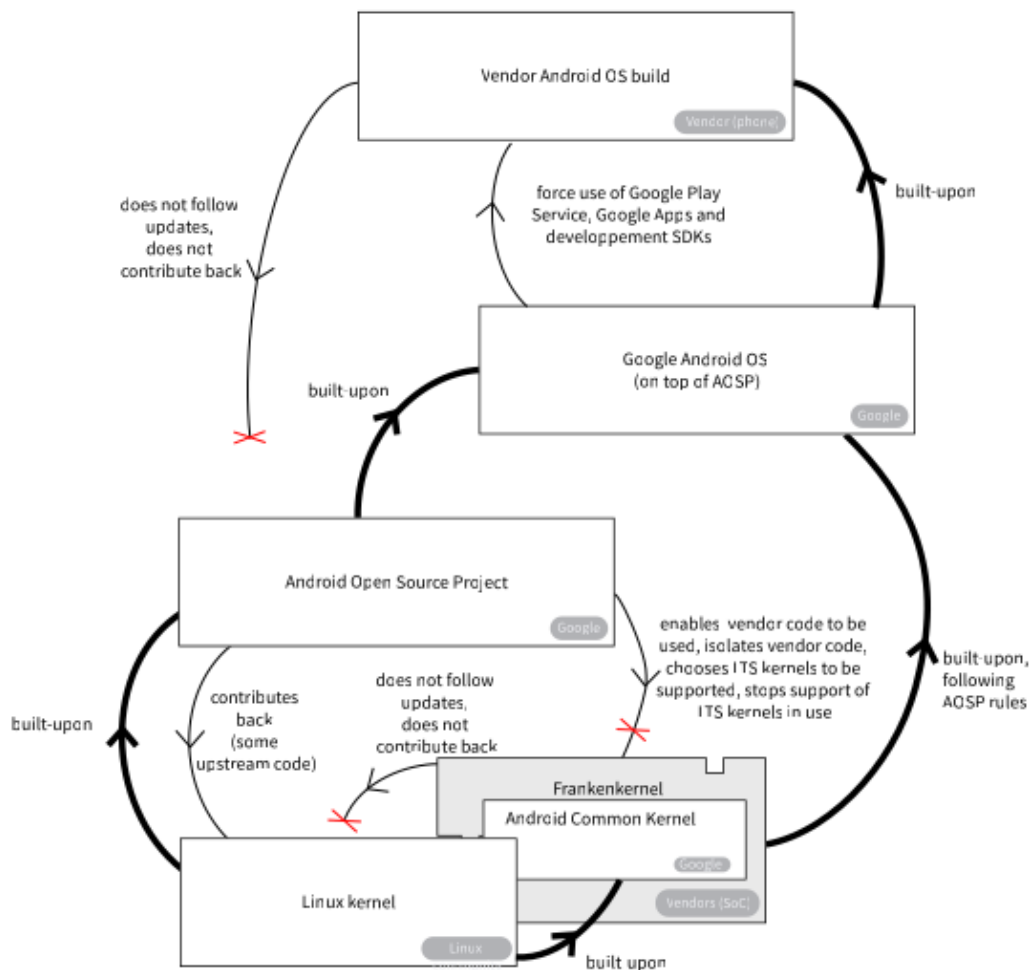 Vendor Android OS build
Vendor (phone)
does not follow
updates,
does not
contribute back
force use of Google Play
Service, Google Apps and
developpement SDKs
built-upon
Google Android OS
(on top of AOSP)
Google
built-upon
Android Open Source Project
Google
enables vendor code to be
used, isolates vendor code,
chooses ITS kernels to be
supported, stops support of
ITS kernels in use
built-upon,
following
AOSP rules
built-upon
contributes
back
(some
upstream code)
does not follow
updates,
does not
contribute back
Frankenkernel
Android Common Kernel
Google
Vendors (SoC)
Linux kernel
Linux
built upon